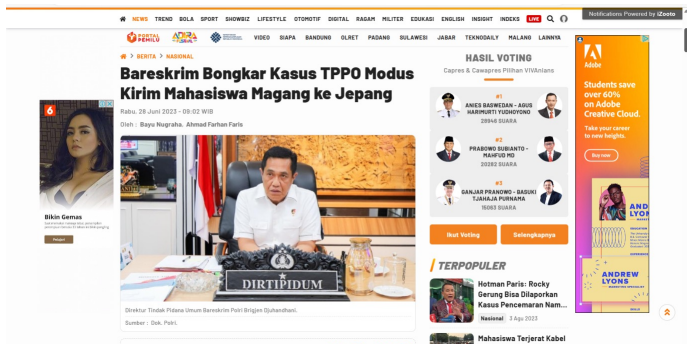 Notifications Powered by iZooto
NEWS TREND BOLA SPORT SHOWBIZ LIFESTYLE OTOMOTIF DIGITAL RAGAM MILITER EDUKASI ENGLISH INSIGHT INDEKS LIVE
PORTAL PEMILU
VIDEO SIAPA BANDUNG OLRET PADANG SULAWESI JABAR TEKNODAILY MALANG LAINNYA
> BERITA > NASIONAL
Bareskrim Bongkar Kasus TPPO Modus
Kirim Mahasiswa Magang ke Jepang
Rabu, 28 Juni 2023 - 09:02 WIB
Oleh : Bayu Nugraha, Ahmad Farhan Faris
DIRTIPIDUM
Direktur Tindak Pidana Umum Bareskrim Polri Brigjen Djuhandhani.
Sumber : Dok. Polri.
6
Bikin Gemas
HASIL VOTING
Capres & Cawapres Pilihan VIVAnians
#1
ANIES BASWEDAN - AGUS
HARIMURTI YUDHOYONO
28946 SUARA
#2
PRABOWO SUBIANTO -
MAHFUD MD
20282 SUARA
#3
GANJAR PRANOWO - BASUKI
TJAHAJA PURNAMA
15083 SUARA
Ikut Voting
Selengkapnya
TERPOPULER
Hotman Paris: Rocky
Gerung Bisa Dilaporkan
Kasus Pencemaran Nam...
Nasional 3 Agu 2023
Mahasiswa Terjerat Kabel
Adobe
Students save
over 60%
on Adobe
Creative Cloud.
Take your career
to new heights.
Buy now
AND
LYON
ANDREW
LYONS